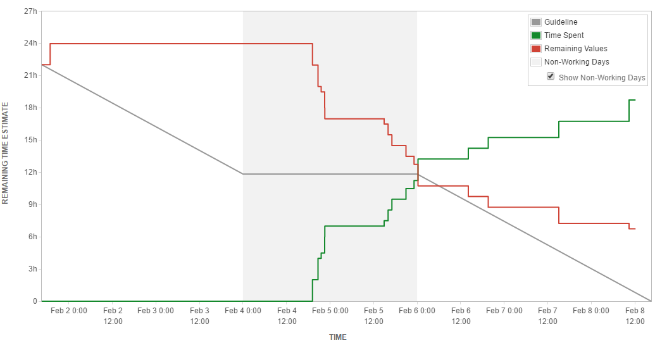 27h
24h
21h
18h
15h
12h
9h
6h
3h
0
REMAINING TIME ESTIMATE
Guideline
Time Spent
Remaining Values
Non-Working Days
Show Non-Working Days
Feb 2 0:00
Feb 2
12:00
Feb 3 0:00
Feb 3
12:00
Feb 4 0:00
Feb 4
12:00
Feb 5 0:00
Feb 5
12:00
Feb 6 0:00
Feb 6
12:00
Feb 7 0:00
Feb 7
12:00
Feb 8 0:00
Feb 8
12:00
TIME